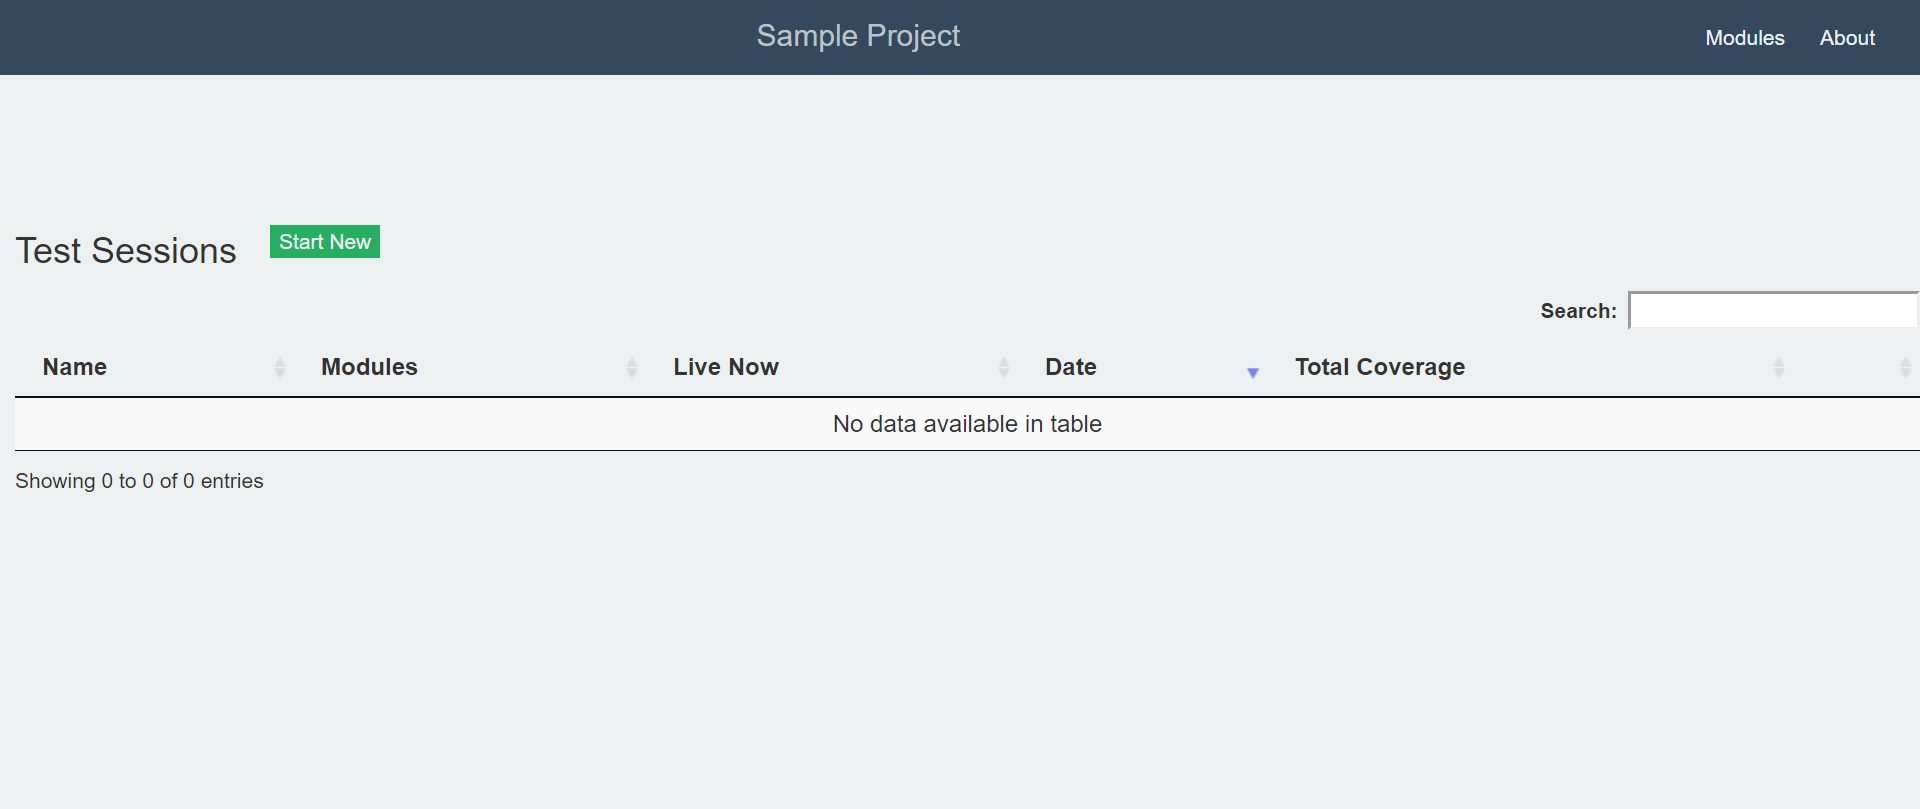 Sample Project
Modules About
Test Sessions Start New
Search:
Name Modules Live Now Date Total Coverage
No data available in table
Showing 0 to 0 of 0 entries